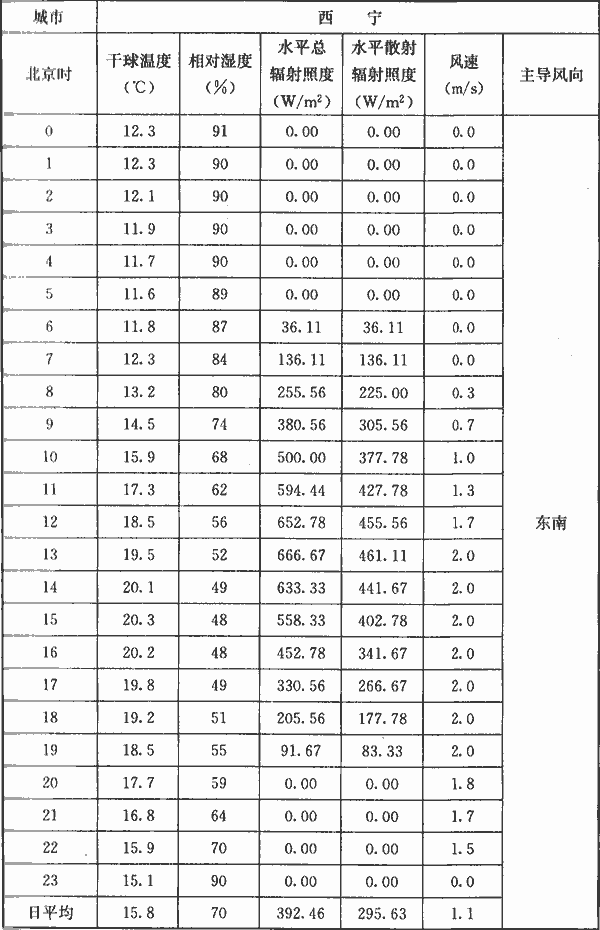 城市 西 宁
北京时 干球温度（℃） 相对湿度（%） 水平总辐射照度（W/m²） 水平散射辐射照度（W/m²） 风速（m/s） 主导风向
0 12.3 91 0.00 0.00 0.0
1 12.3 90 0.00 0.00 0.0
2 12.1 90 0.00 0.00 0.0
3 11.9 90 0.00 0.00 0.0
4 11.7 90 0.00 0.00 0.0
5 11.6 89 0.00 0.00 0.0
6 11.8 87 36.11 36.11 0.0
7 12.3 84 136.11 136.11 0.0
8 13.2 80 255.56 225.00 0.3
9 14.5 74 380.56 305.56 0.7
10 15.9 68 500.00 377.78 1.0
11 17.3 62 594.44 427.78 1.3
12 18.5 56 652.78 455.56 1.7 东南
13 19.5 52 666.67 461.11 2.0
14 20.1 49 633.33 441.67 2.0
15 20.3 48 558.33 402.78 2.0
16 20.2 48 452.78 341.67 2.0
17 19.8 49 330.56 266.67 2.0
18 19.2 51 205.56 177.78 2.0
19 18.5 55 91.67 83.33 2.0
20 17.7 59 0.00 0.00 1.8
21 16.8 64 0.00 0.00 1.7
22 15.9 70 0.00 0.00 1.5
23 15.1 90 0.00 0.00 0.0
日平均 15.8 70 392.46 295.63 1.1